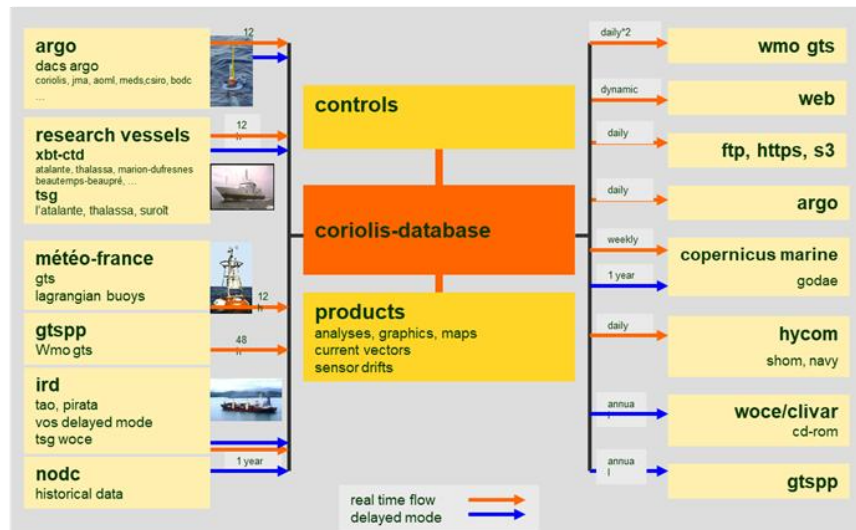 argo
dacs argo
coriolis, jma, aoml, meds,csiro, bodc
...
12
research vessels
xbt-ctd
atalante, thalassa, marion-dufresnes
beautemps-beaupré, ...
tsg
l'atalante, thalassa, suroît
12
h
météo-france
gts
lagrangian buoys
12
h
gtspp
Wmo gts
48
h
ird
tao, pirata
vos delayed mode
tsg woce
nodc
historical data
1 year
controls
coriolis-database
products
analyses, graphics, maps
current vectors
sensor drifts
real time flow
delayed mode
daily*2
wmo gts
dynamic
web
daily
ftp, https, s3
daily
argo
weekly
copernicus marine
1 year
godae
daily
hycom
shom, navy
annua
l
woce/clivar
cd-rom
annua
l
gtspp